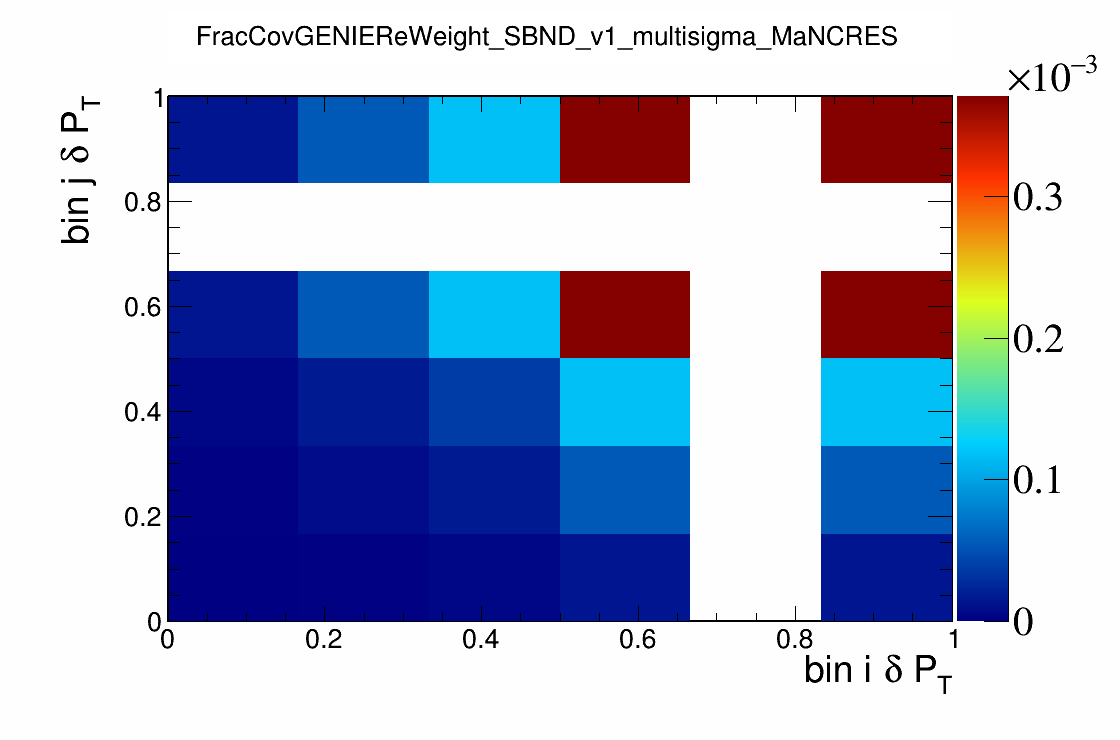 FracCovGENIEReWeight_SBND_v1_multisigma_MaNCRES
×10⁻³
bin j δ P_T
1
0.8
0.6
0.4
0.2
0
0 0.2 0.4 0.6 0.8 1
bin i δ P_T
0.3
0.2
0.1
0